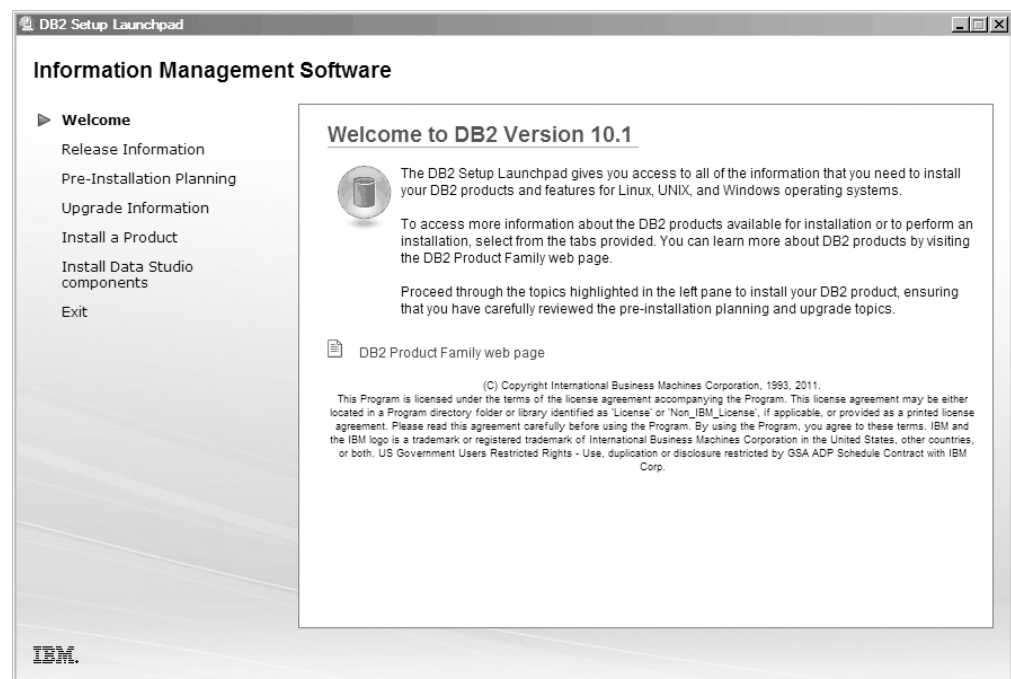 DB2 Setup Launchpad
Information Management Software
Welcome
Release Information
Pre-Installation Planning
Upgrade Information
Install a Product
Install Data Studio
components
Exit
Welcome to DB2 Version 10.1
The DB2 Setup Launchpad gives you access to all of the information that you need to install
your DB2 products and features for Linux, UNIX, and Windows operating systems.
To access more information about the DB2 products available for installation or to perform an
installation, select from the tabs provided. You can learn more about DB2 products by visiting
the DB2 Product Family web page.
Proceed through the topics highlighted in the left pane to install your DB2 product, ensuring
that you have carefully reviewed the pre-installation planning and upgrade topics.
DB2 Product Family web page
(C) Copyright International Business Machines Corporation, 1993, 2011.
This Program is licensed under the terms of the license agreement accompanying the Program. This license agreement may be either
located in a Program directory folder or library identified as 'License' or 'Non_IBM_License', if applicable, or provided as a printed license
agreement. Please read this agreement carefully before using the Program. By using the Program, you agree to these terms. IBM and
the IBM logo is a trademark or registered trademark of International Business Machines Corporation in the United States, other countries,
or both. US Government Users Restricted Rights - Use, duplication or disclosure restricted by GSA ADP Schedule Contract with IBM
Corp.
IBM.